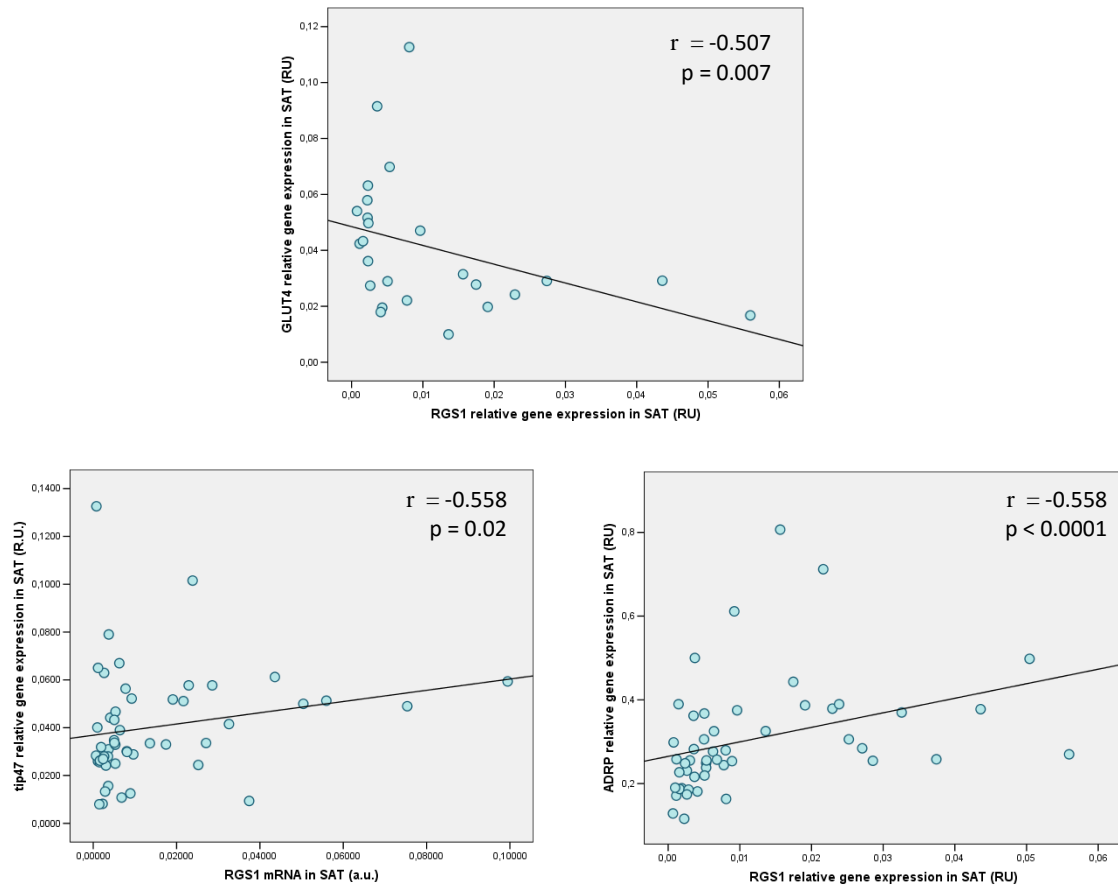 r = -0.507
p = 0.007
GLUT4 relative gene expression in SAT (RU)
0,12
0,10
0,08
0,06
0,04
0,02
0,00
0,00 0,01 0,02 0,03 0,04 0,05 0,06
RGS1 relative gene expression in SAT (RU)
r = -0.558
p = 0.02
tip47 relative gene expression in SAT (R.U.)
0,1400
0,1200
0,1000
0,0800
0,0600
0,0400
0,0200
0,0000
0,00000 0,02000 0,04000 0,06000 0,08000 0,10000
RGS1 mRNA in SAT (a.u.)
r = -0.558
p < 0.0001
ADRP relative gene expression in SAT (RU)
0,8
0,6
0,4
0,2
0,00 0,01 0,02 0,03 0,04 0,05 0,06
RGS1 relative gene expression in SAT (RU)